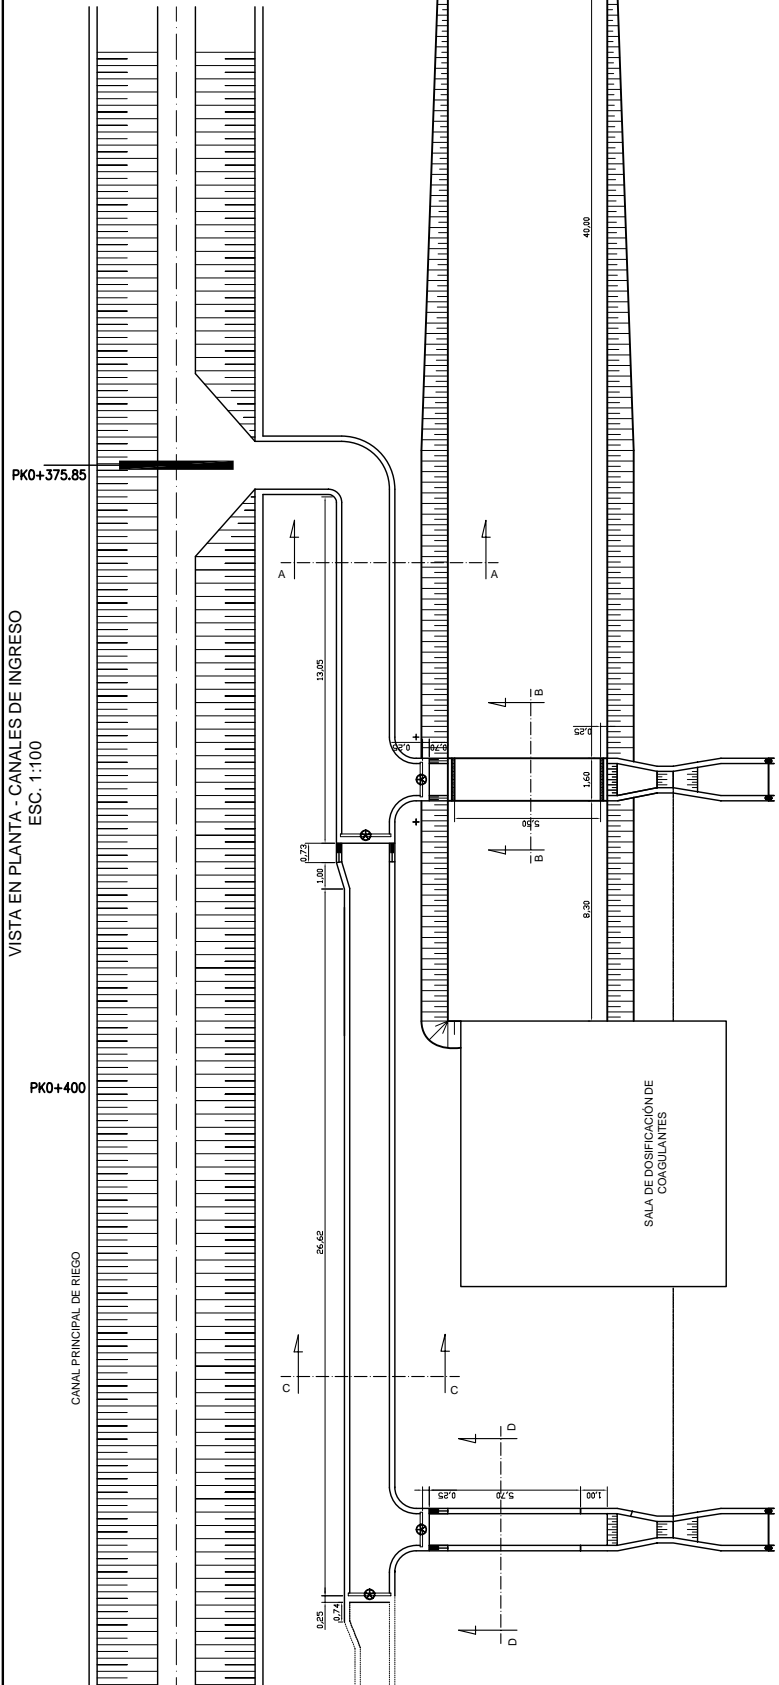 VISTA EN PLANTA - CANALES DE INGRESO
ESC. 1:100
PK0+375.85
PK0+400
CANAL PRINCIPAL DE RIEGO
40,00
A
A
13,05
B
0,25
0,70
0,25
1,60
5,50
B
0,73
1,00
8,30
SALA DE DOSIFICACIÓN DE
COAGULANTES
26,62
C
C
D
0,25
5,70
1,00
0,25
0,74
D